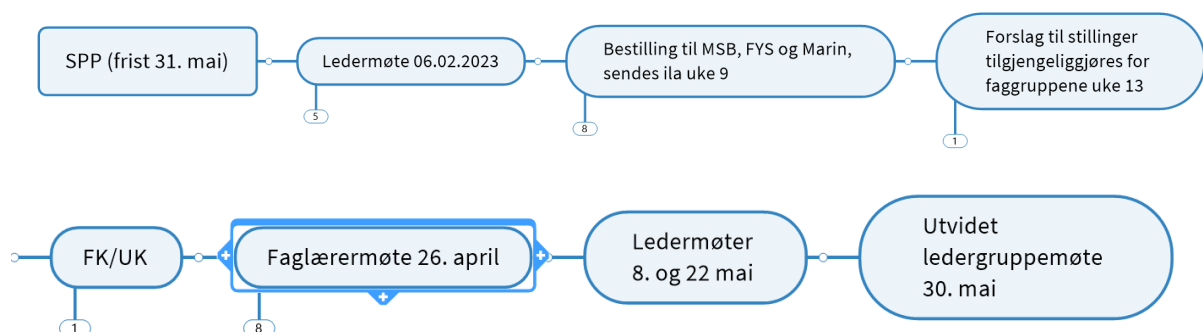 SPP (frist 31. mai)
Ledermøte 06.02.2023
5
Bestilling til MSB, FYS og Marin,
sendes ila uke 9
8
Forslag til stillinger
tilgjengeliggjøres for
faggruppene uke 13
1
FK/UK
1
Faglærermøte 26. april
8
Ledermøter
8. og 22 mai
Utvidet
ledergruppemøte
30. mai